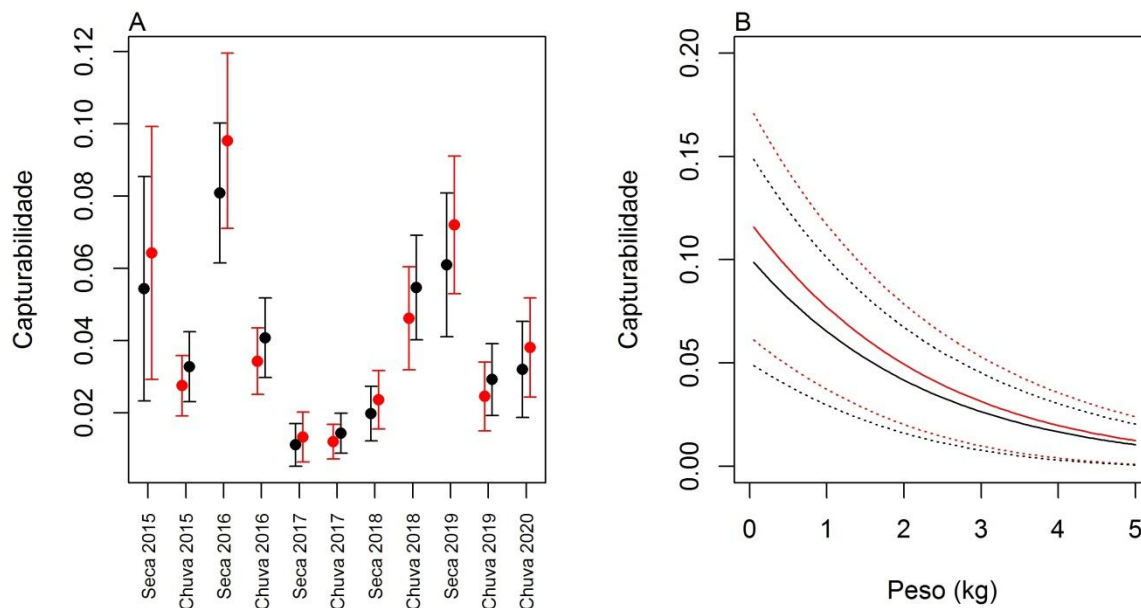 A
Capturabilidade
0.12
0.10
0.08
0.06
0.04
0.02
Seca 2015
Chuva 2015
Seca 2016
Chuva 2016
Seca 2017
Chuva 2017
Seca 2018
Chuva 2018
Seca 2019
Chuva 2019
Chuva 2020
B
Capturabilidade
0.20
0.15
0.10
0.05
0.00
0 1 2 3 4 5
Peso (kg)